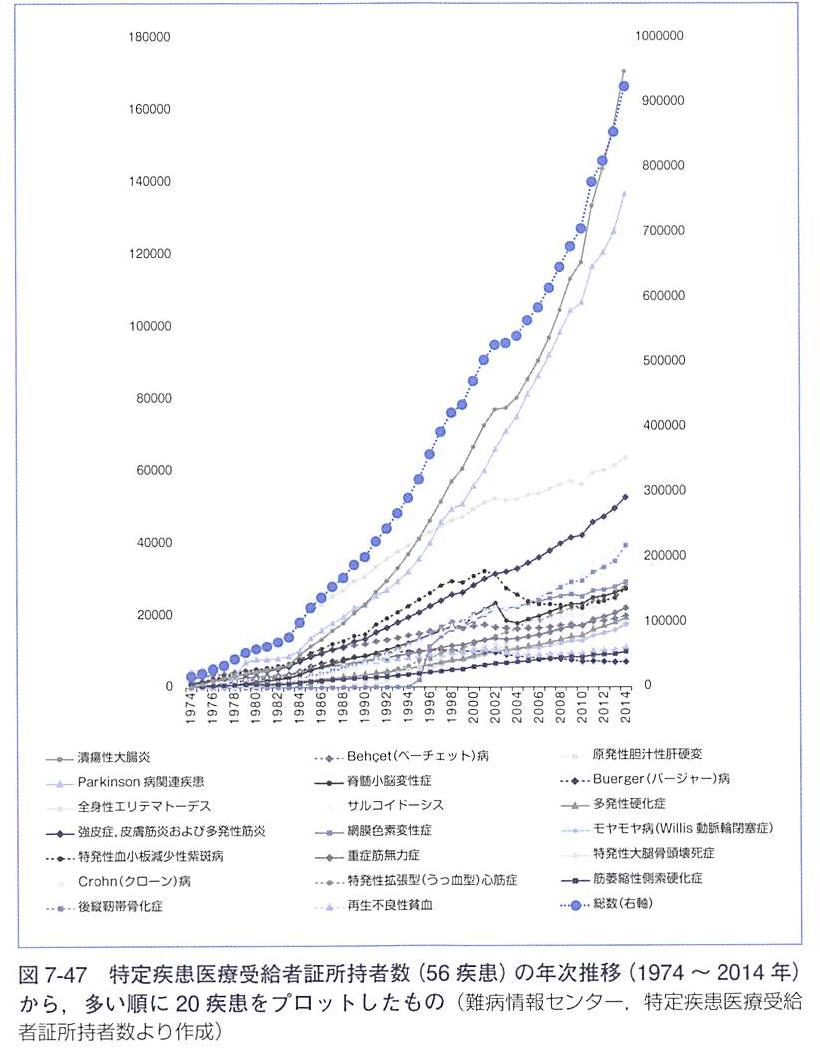 180000
160000
140000
120000
100000
80000
60000
40000
20000
0
1000000
900000
800000
700000
600000
500000
400000
300000
200000
100000
0
1974
1976
1978
1980
1982
1984
1986
1988
1990
1992
1994
1996
1998
2000
2002
2004
2006
2008
2010
2012
2014
潰瘍性大腸炎
Parkinson 病関連疾患
全身性エリテマトーデス
強皮症，皮膚筋炎および多発性筋炎
特発性血小板減少性紫斑病
Crohn（クローン）病
後縦靭帯骨化症
Behçet（ベーチェット）病
脊髄小脳変性症
サルコイドーシス
網膜色素変性症
重症筋無力症
特発性拡張型（うっ血型）心筋症
再生不良性貧血
原発性胆汁性肝硬変
Buerger（バージャー）病
多発性硬化症
モヤモヤ病（Willis 動脈輪閉塞症）
特発性大腿骨頭壊死症
筋萎縮性側索硬化症
総数（右軸）
図 7-47　特定疾患医療受給者証所持者数（56 疾患）の年次推移（1974 ～ 2014 年）
から，多い順に 20 疾患をプロットしたもの（難病情報センター，特定疾患医療受給
者証所持者数より作成）